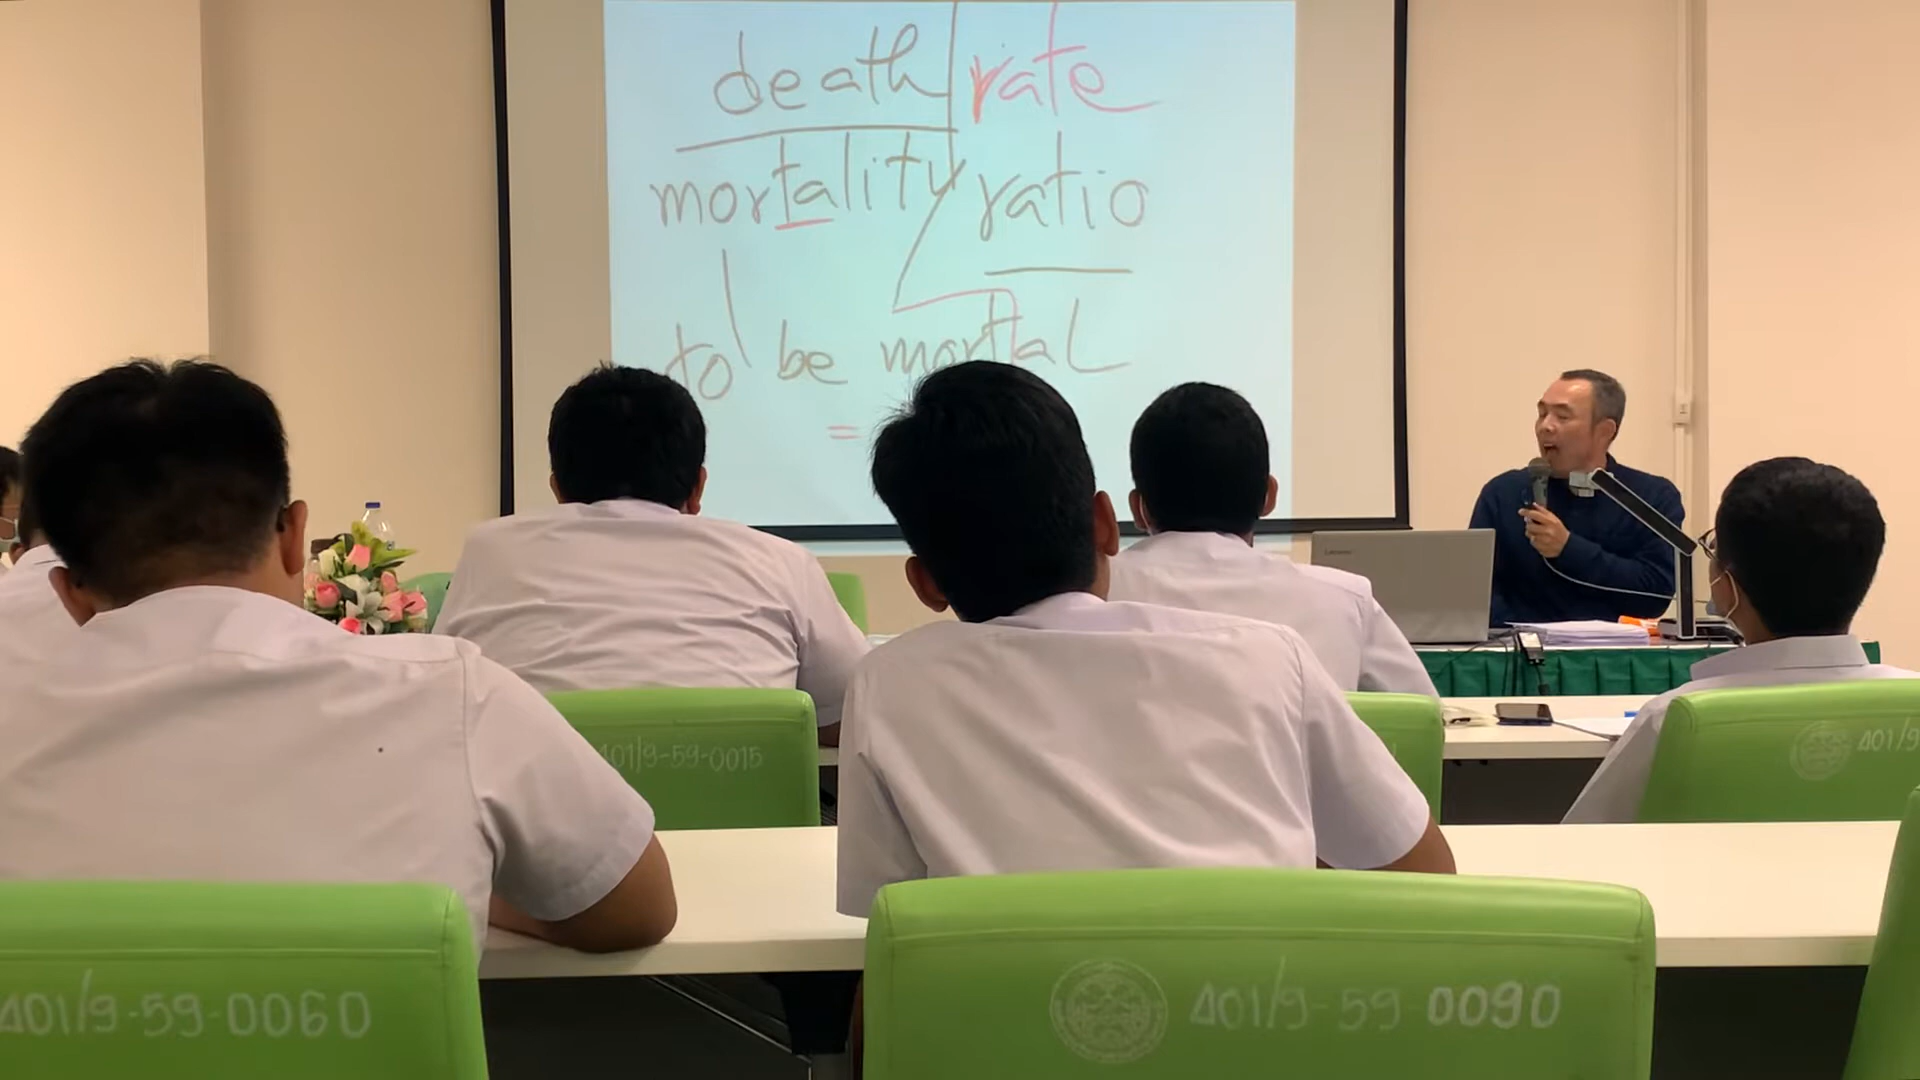 death rate
mortality ratio
to be mortal
=
Lenovo
401/9-59-0015
401/9
401/9-59-0060
401/9-59-0090